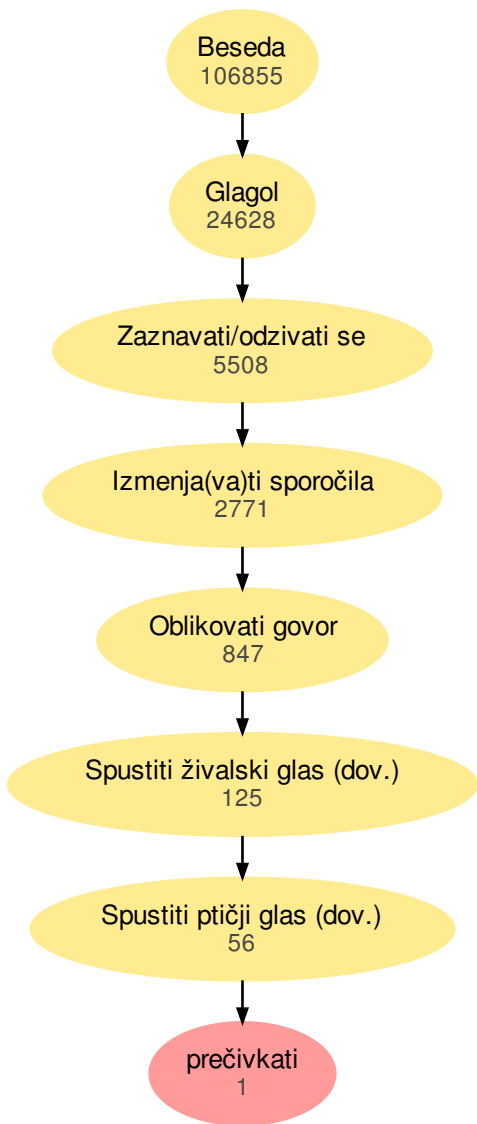 Beseda
106855
Glagol
24628
Zaznavati/odzivati se
5508
Izmenja(va)ti sporočila
2771
Oblikovati govor
847
Spustiti živalski glas (dov.)
125
Spustiti ptičji glas (dov.)
56
prečivkati
1